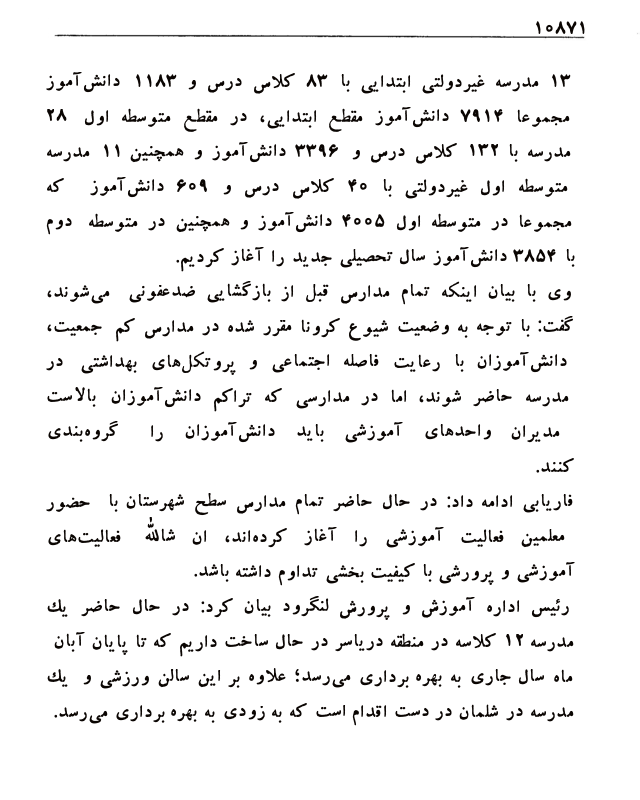 ۱۰۸۷۱
۱۳ مدرسه غیردولتی ابتدایی با ۸۳ کلاس درس و ۱۱۸۳ دانش‌آموز
مجموعا ۷۹۱۴ دانش‌آموز مقطع ابتدایی، در مقطع متوسطه اول ۲۸
مدرسه با ۱۳۲ کلاس درس و ۳۳۹۶ دانش‌آموز و همچنین ۱۱ مدرسه
متوسطه اول غیردولتی با ۴۰ کلاس درس و ۶۰۹ دانش‌آموز که
مجموعا در متوسطه اول ۴۰۰۵ دانش‌آموز و همچنین در متوسطه دوم
با ۳۸۵۴ دانش‌آموز سال تحصیلی جدید را آغاز کردیم.
وی با بیان اینکه تمام مدارس قبل از بازگشایی ضدعفونی می‌شوند،
گفت: با توجه به وضعیت شیوع کرونا مقرر شده در مدارس کم جمعیت،
دانش‌آموزان با رعایت فاصله اجتماعی و پروتکل‌های بهداشتی در
مدرسه حاضر شوند، اما در مدارسی که تراکم دانش‌آموزان بالاست
مدیران واحدهای آموزشی باید دانش‌آموزان را گروه‌بندی
کنند.
فاریابی ادامه داد: در حال حاضر تمام مدارس سطح شهرستان با حضور
معلمین فعالیت آموزشی را آغاز کرده‌اند، ان شالله فعالیت‌های
آموزشی و پرورشی با کیفیت بخشی تداوم داشته باشد.
رئیس اداره آموزش و پرورش لنگرود بیان کرد: در حال حاضر یك
مدرسه ۱۲ کلاسه در منطقه دریاسر در حال ساخت داریم که تا پایان آبان
ماه سال جاری به بهره برداری می‌رسد؛ علاوه بر این سالن ورزشی و یك
مدرسه در شلمان در دست اقدام است که به زودی به بهره برداری می‌رسد.